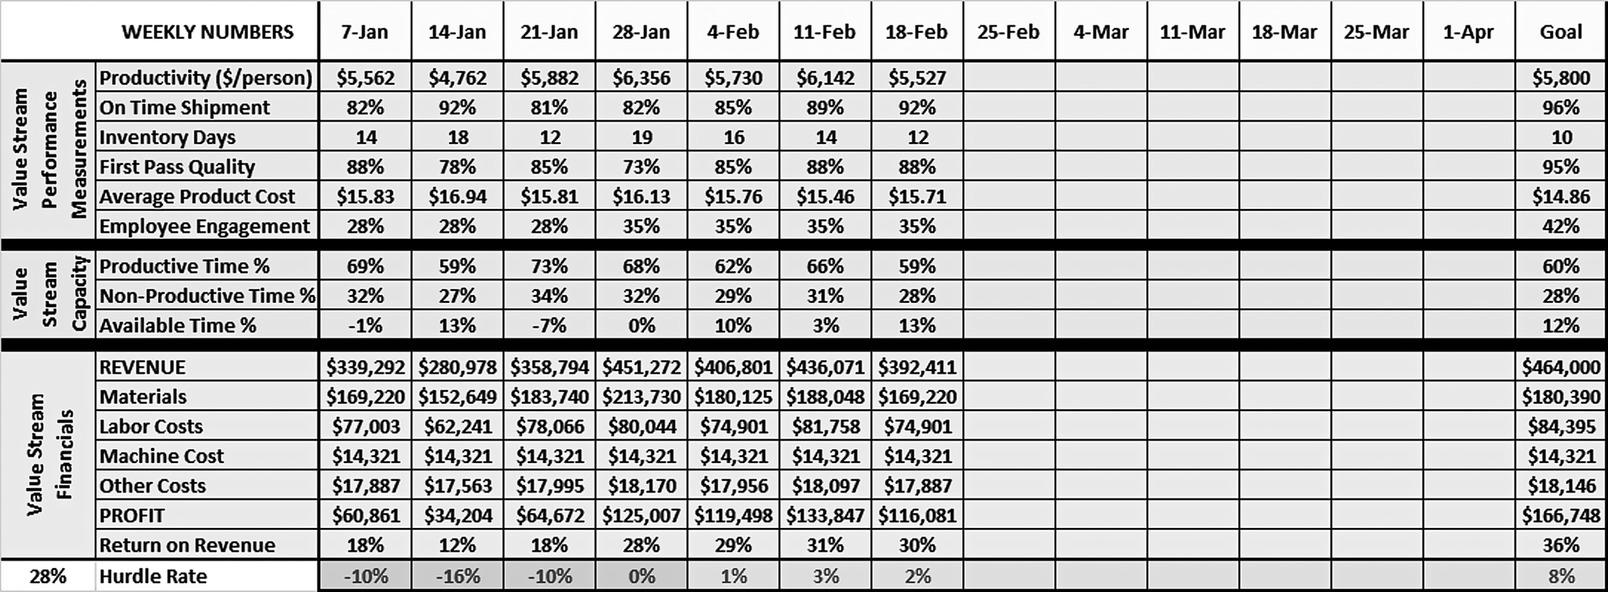 WEEKLY NUMBERS 7-Jan 14-Jan 21-Jan 28-Jan 4-Feb 11-Feb 18-Feb 25-Feb 4-Mar 11-Mar 18-Mar 25-Mar 1-Apr Goal
Value Stream
Performance
Measurements
Productivity ($/person) $5,562 $4,762 $5,882 $6,356 $5,730 $6,142 $5,527 $5,800
On Time Shipment 82% 92% 81% 82% 85% 89% 92% 96%
Inventory Days 14 18 12 19 16 14 12 10
First Pass Quality 88% 78% 85% 73% 85% 88% 88% 95%
Average Product Cost $15.83 $16.94 $15.81 $16.13 $15.76 $15.46 $15.71 $14.86
Employee Engagement 28% 28% 28% 35% 35% 35% 35% 42%
Value
Stream
Capacity
Productive Time % 69% 59% 73% 68% 62% 66% 59% 60%
Non-Productive Time % 32% 27% 34% 32% 29% 31% 28% 28%
Available Time % -1% 13% -7% 0% 10% 3% 13% 12%
Value Stream
Financials
REVENUE $339,292 $280,978 $358,794 $451,272 $406,801 $436,071 $392,411 $464,000
Materials $169,220 $152,649 $183,740 $213,730 $180,125 $188,048 $169,220 $180,390
Labor Costs $77,003 $62,241 $78,066 $80,044 $74,901 $81,758 $74,901 $84,395
Machine Cost $14,321 $14,321 $14,321 $14,321 $14,321 $14,321 $14,321 $14,321
Other Costs $17,887 $17,563 $17,995 $18,170 $17,956 $18,097 $17,887 $18,146
PROFIT $60,861 $34,204 $64,672 $125,007 $119,498 $133,847 $116,081 $166,748
Return on Revenue 18% 12% 18% 28% 29% 31% 30% 36%
28% Hurdle Rate -10% -16% -10% 0% 1% 3% 2% 8%